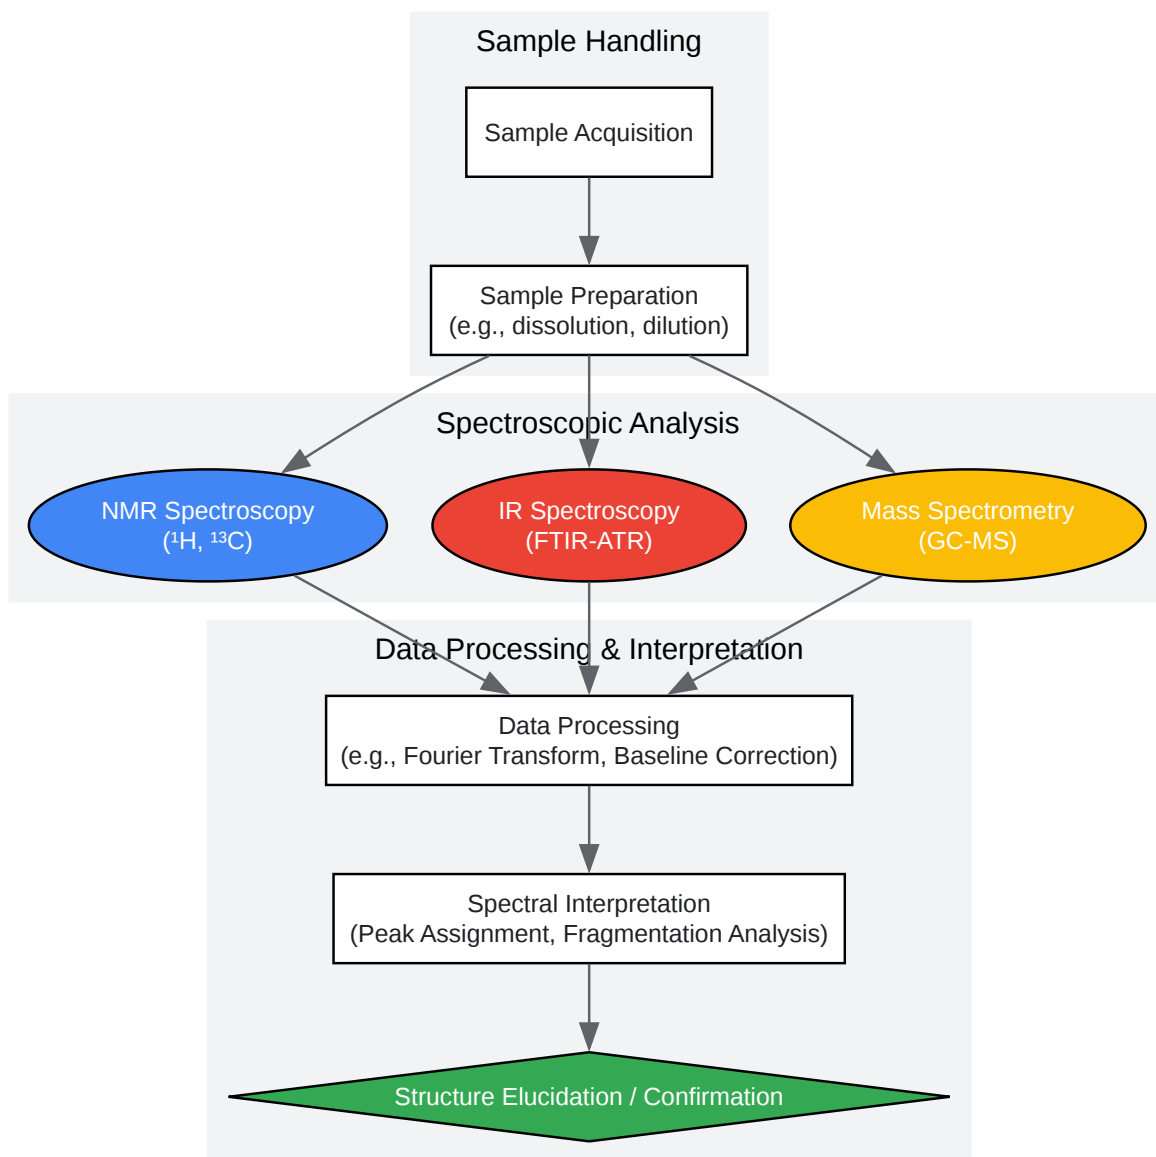 Sample Handling
Sample Acquisition
Sample Preparation
(e.g., dissolution, dilution)
Spectroscopic Analysis
NMR Spectroscopy
(¹H, ¹³C)
IR Spectroscopy
(FTIR-ATR)
Mass Spectrometry
(GC-MS)
Data Processing & Interpretation
Data Processing
(e.g., Fourier Transform, Baseline Correction)
Spectral Interpretation
(Peak Assignment, Fragmentation Analysis)
Structure Elucidation / Confirmation